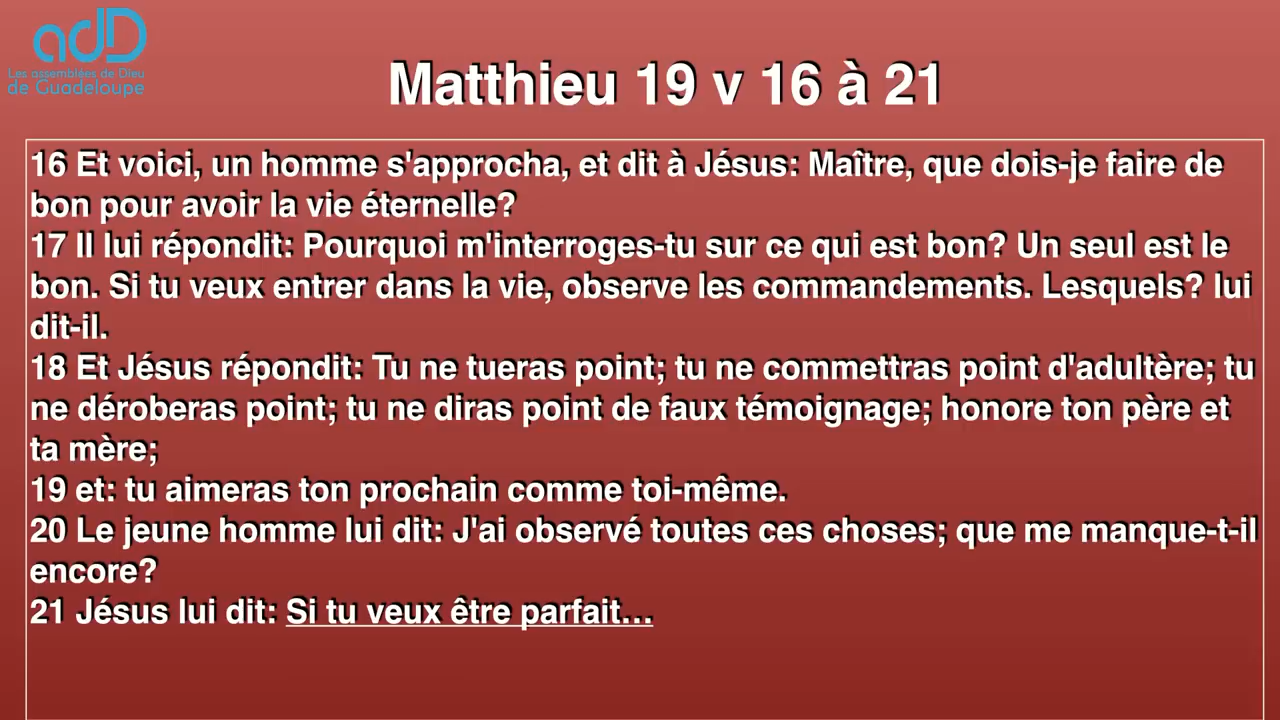 adD
Les assemblées de Dieu
de Guadeloupe
Matthieu 19 v 16 à 21
16 Et voici, un homme s'approcha, et dit à Jésus: Maître, que dois-je faire de
bon pour avoir la vie éternelle?
17 Il lui répondit: Pourquoi m'interroges-tu sur ce qui est bon? Un seul est le
bon. Si tu veux entrer dans la vie, observe les commandements. Lesquels? lui
dit-il.
18 Et Jésus répondit: Tu ne tueras point; tu ne commettras point d'adultère; tu
ne déroberas point; tu ne diras point de faux témoignage; honore ton père et
ta mère;
19 et: tu aimeras ton prochain comme toi-même.
20 Le jeune homme lui dit: J'ai observé toutes ces choses; que me manque-t-il
encore?
21 Jésus lui dit: Si tu veux être parfait…